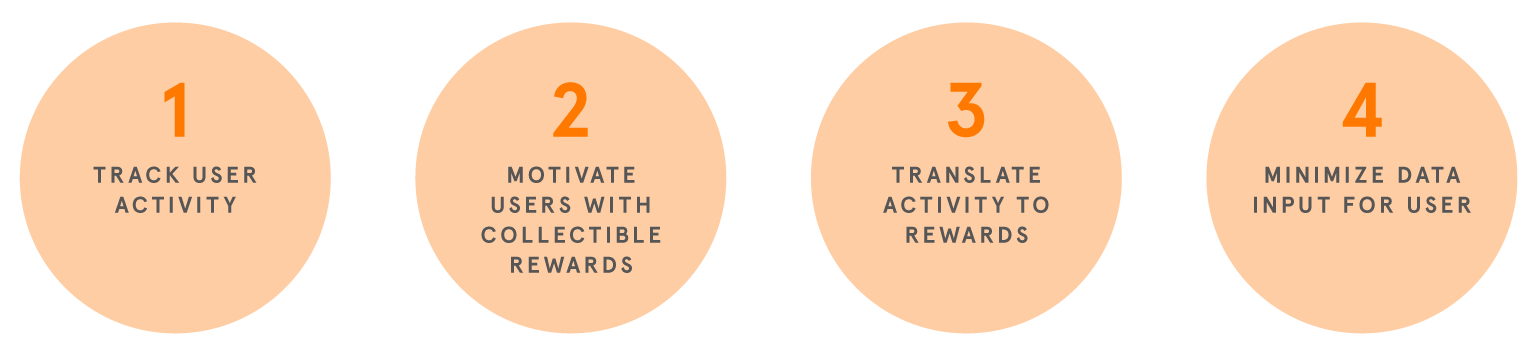 1
TRACK USER
ACTIVITY
2
MOTIVATE
USERS WITH
COLLECTIBLE
REWARDS
3
TRANSLATE
ACTIVITY TO
REWARDS
4
MINIMIZE DATA
INPUT FOR USER